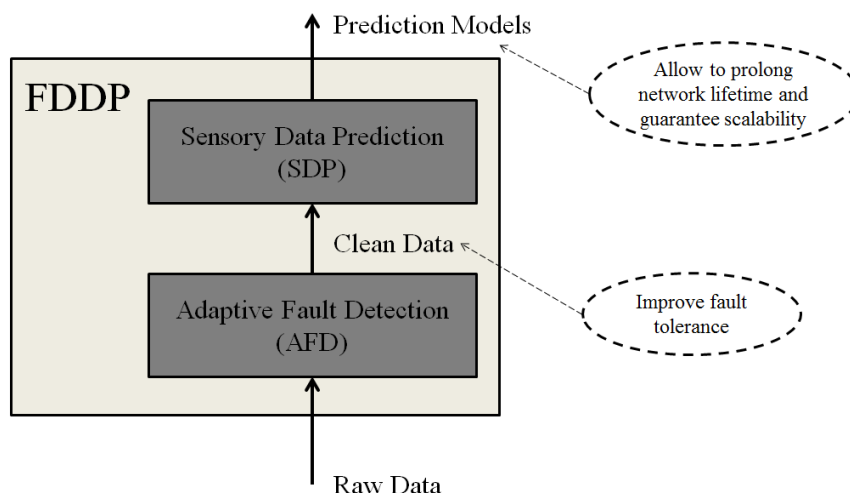 Prediction Models
FDDP
Allow to prolong
network lifetime and
guarantee scalability
Sensory Data Prediction
(SDP)
Clean Data
Adaptive Fault Detection
(AFD)
Improve fault
tolerance
Raw Data